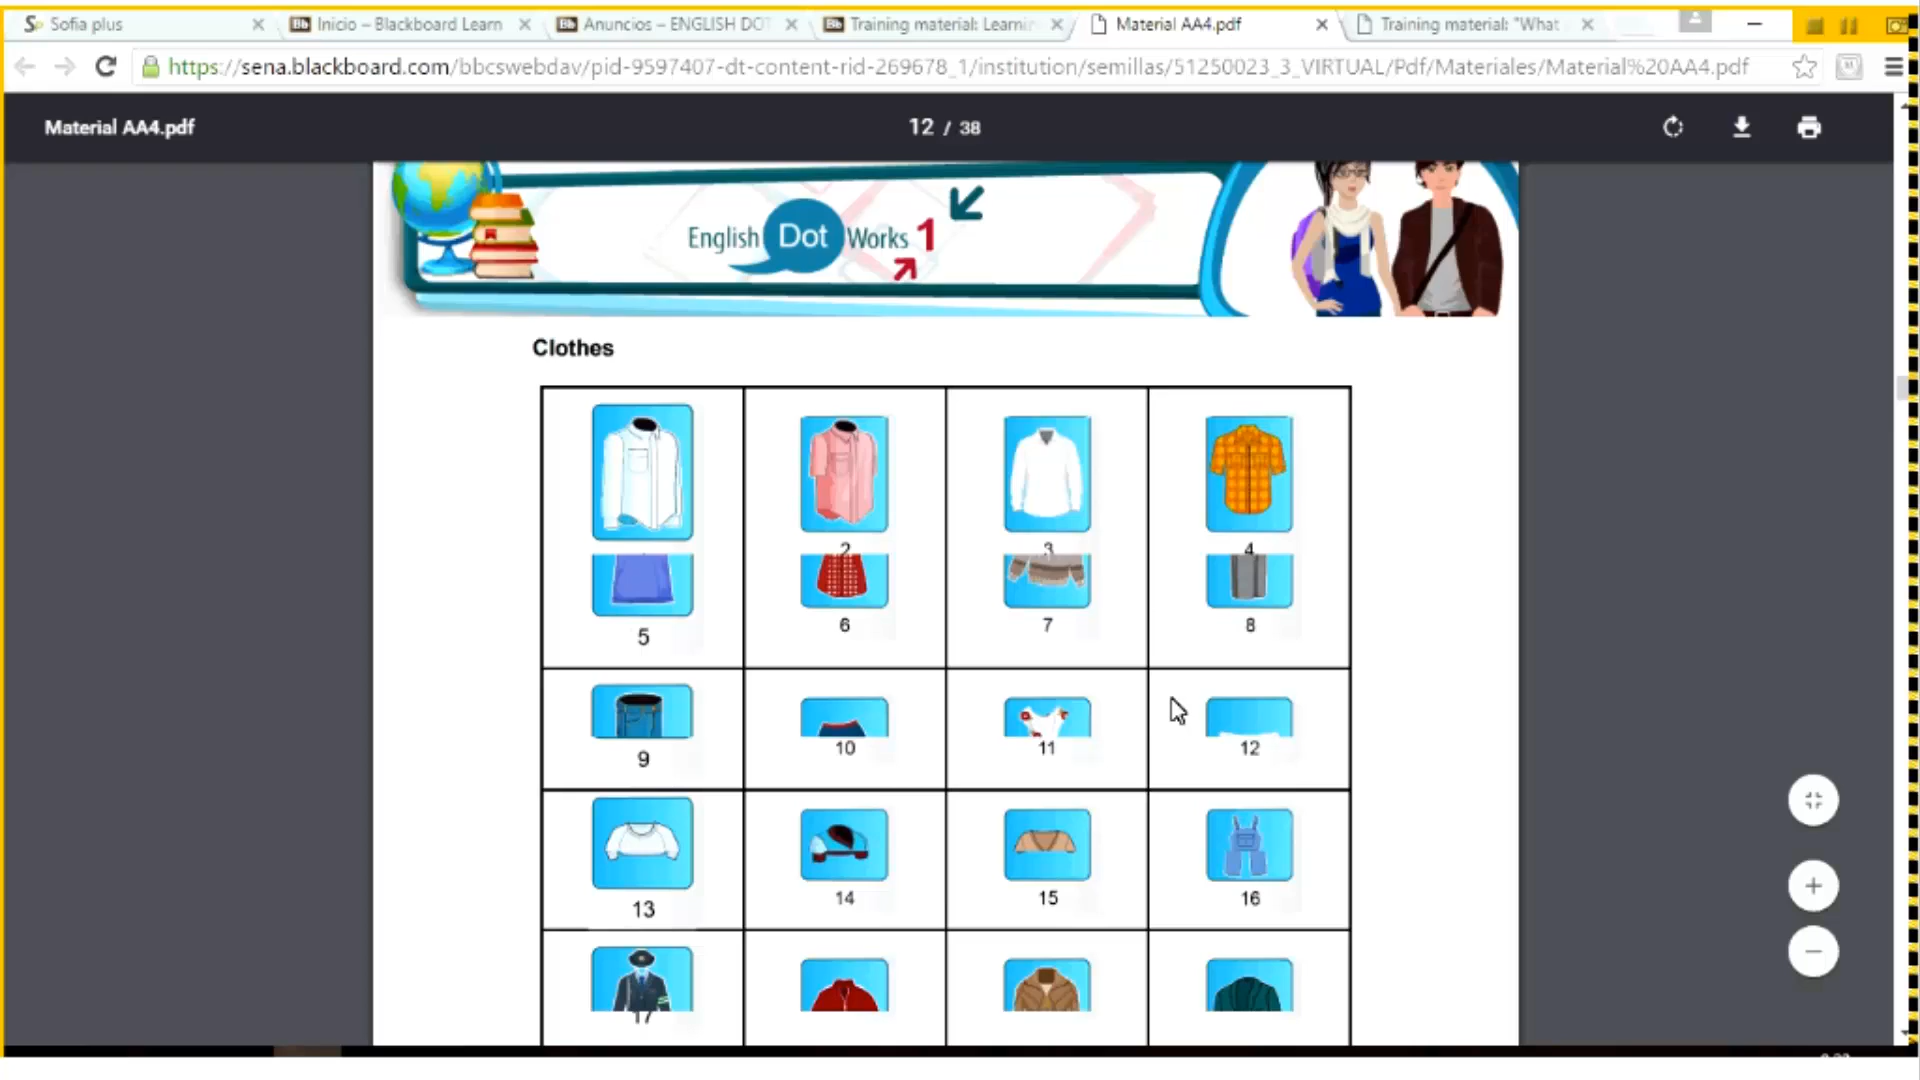 Sofia plus
Inicio – Blackboard Learn
Anuncios – ENGLISH DOT
Training material: Learnin
Material AA4.pdf
Training material: "What
https://sena.blackboard.com/bbcswebdav/pid-9597407-dt-content-rid-269678_1/institution/semillas/51250023_3_VIRTUAL/Pdf/Materiales/Material%20AA4.pdf
Material AA4.pdf
12 / 38
English Dot Works 1
Clothes
2 3 4
5 6 7 8
9 10 11 12
13 14 15 16
17